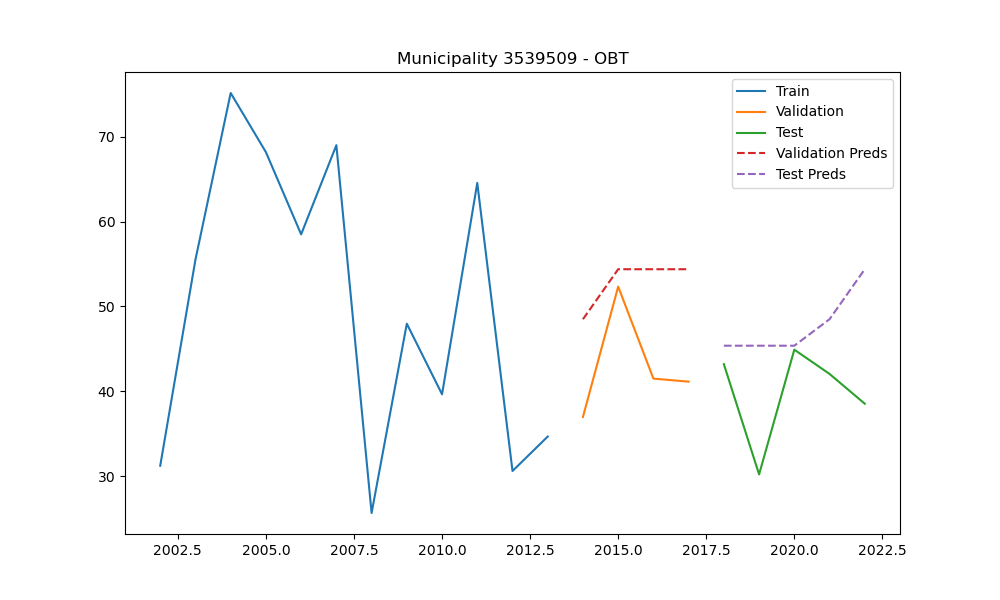 Municipality 3539509 - OBT
Train
Validation
Test
Validation Preds
Test Preds
70
60
50
40
30
2002.5 2005.0 2007.5 2010.0 2012.5 2015.0 2017.5 2020.0 2022.5